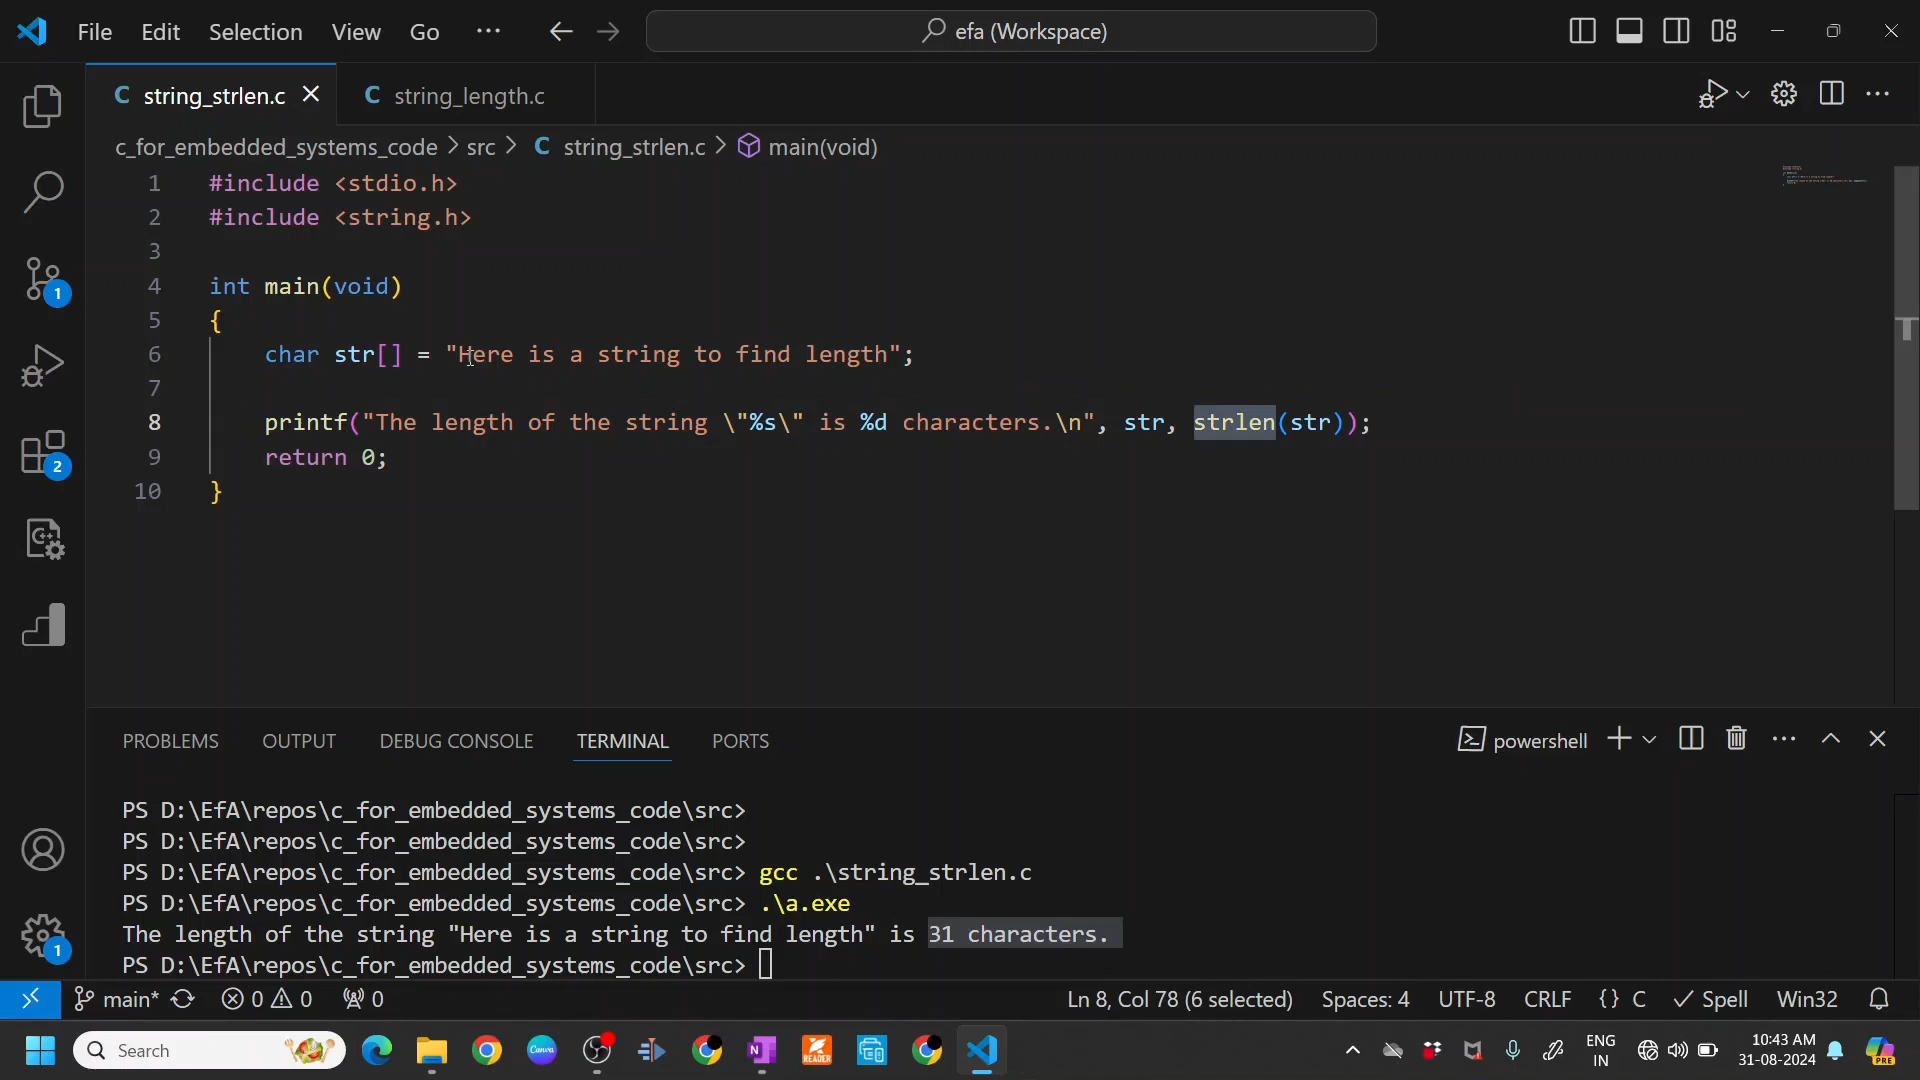 File Edit Selection View Go ··· efa (Workspace)
string_strlen.c string_length.c
c_for_embedded_systems_code > src > C string_strlen.c > main(void)
1 #include <stdio.h>
2 #include <string.h>
3
4 int main(void)
5 {
6 char str[] = "Here is a string to find length";
7
8 printf("The length of the string \"%s\" is %d characters.\n", str, strlen(str));
9 return 0;
10 }
PROBLEMS OUTPUT DEBUG CONSOLE TERMINAL PORTS powershell
PS D:\EfA\repos\c_for_embedded_systems_code\src>
PS D:\EfA\repos\c_for_embedded_systems_code\src>
PS D:\EfA\repos\c_for_embedded_systems_code\src> gcc .\string_strlen.c
PS D:\EfA\repos\c_for_embedded_systems_code\src> .\a.exe
The length of the string "Here is a string to find length" is 31 characters.
PS D:\EfA\repos\c_for_embedded_systems_code\src>
main* 0 0 0 Ln 8, Col 78 (6 selected) Spaces: 4 UTF-8 CRLF {} C Spell Win32
Search ENG IN 10:43 AM 31-08-2024